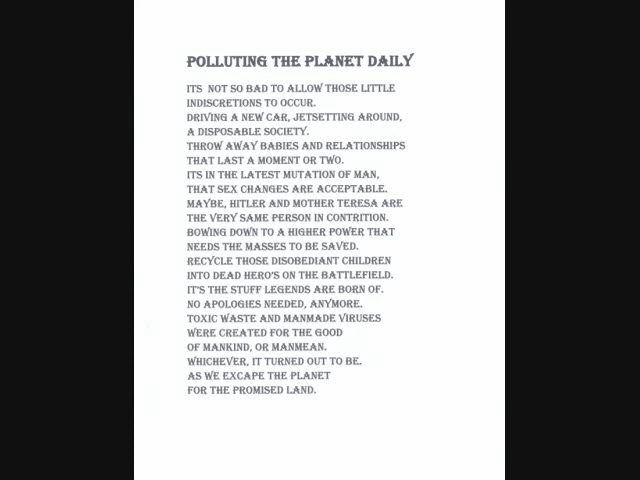 POLLUTING THE PLANET DAILY
ITS NOT SO BAD TO ALLOW THOSE LITTLE
INDISCRETIONS TO OCCUR.
DRIVING A NEW CAR, JETSETTING AROUND,
A DISPOSABLE SOCIETY.
THROW AWAY BABIES AND RELATIONSHIPS
THAT LAST A MOMENT OR TWO.
ITS IN THE LATEST MUTATION OF MAN,
THAT SEX CHANGES ARE ACCEPTABLE.
MAYBE, HITLER AND MOTHER TERESA ARE
THE VERY SAME PERSON IN CONTRITION.
BOWING DOWN TO A HIGHER POWER THAT
NEEDS THE MASSES TO BE SAVED.
RECYCLE THOSE DISOBEDIANT CHILDREN
INTO DEAD HERO'S ON THE BATTLEFIELD.
IT'S THE STUFF LEGENDS ARE BORN OF.
NO APOLOGIES NEEDED, ANYMORE.
TOXIC WASTE AND MANMADE VIRUSES
WERE CREATED FOR THE GOOD
OF MANKIND, OR MANMEAN.
WHICHEVER, IT TURNED OUT TO BE.
AS WE EXCAPE THE PLANET
FOR THE PROMISED LAND.